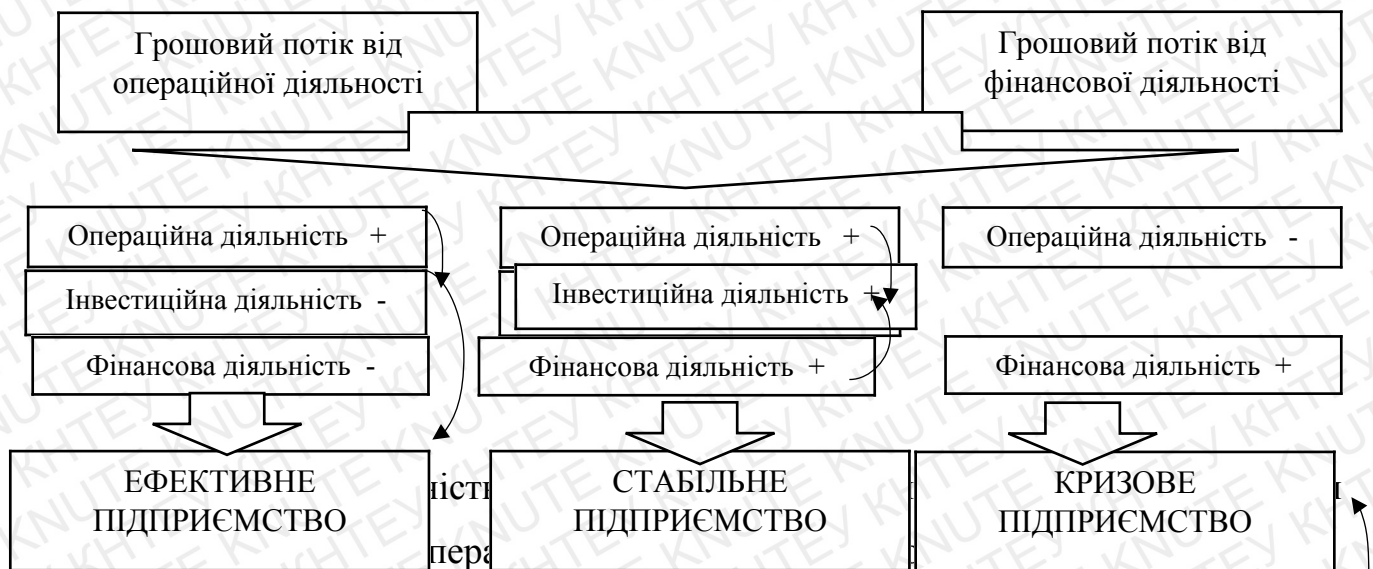 Грошовий потік від
операційної діяльності
Грошовий потік від
фінансової діяльності
Операційна діяльність +
Інвестиційна діяльність -
Фінансова діяльність -
Операційна діяльність +
Інвестиційна діяльність +
Фінансова діяльність +
Операційна діяльність -
Фінансова діяльність +
ЕФЕКТИВНЕ
ПІДПРИЄМСТВО
СТАБІЛЬНЕ
ПІДПРИЄМСТВО
КРИЗОВЕ
ПІДПРИЄМСТВО